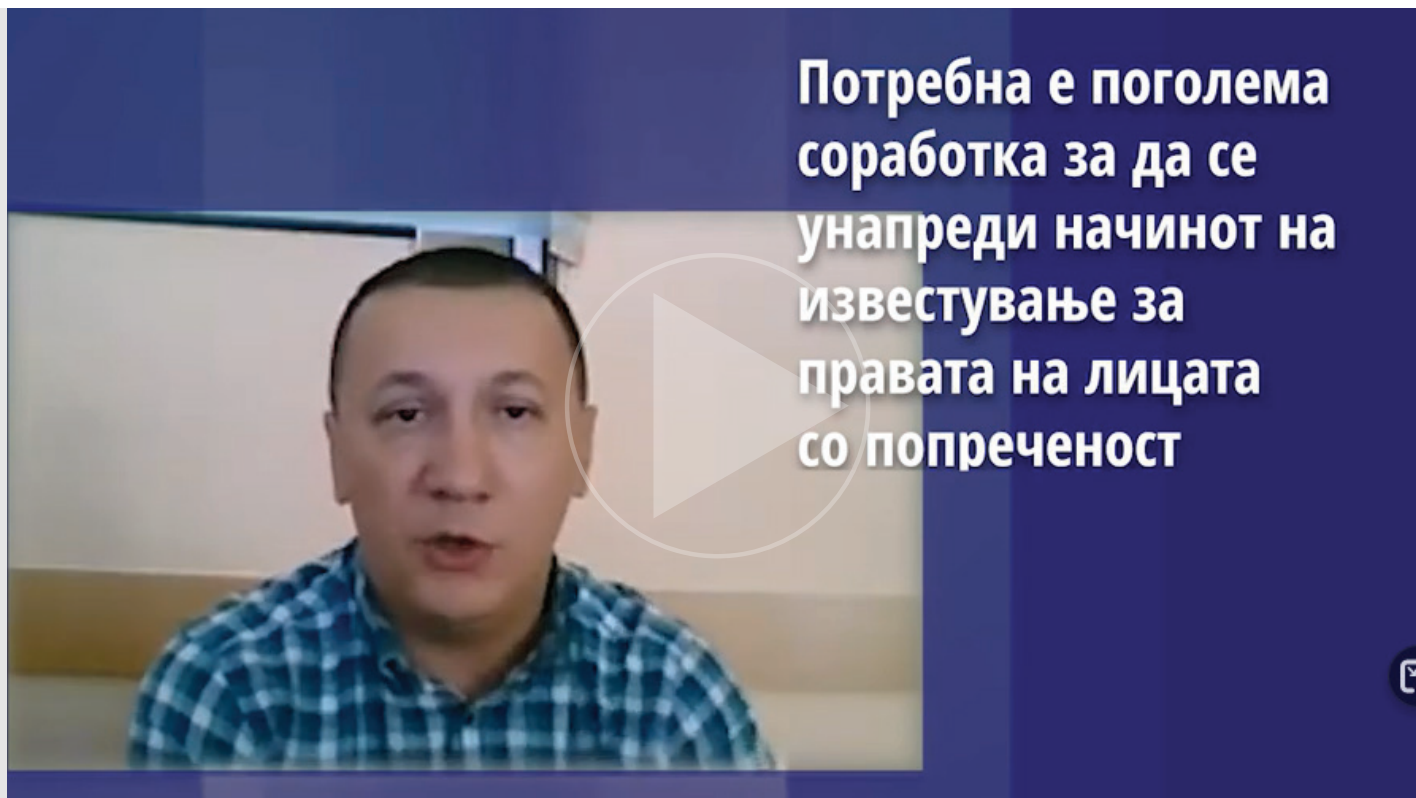 Потребна е поголема
соработка за да се
унапреди начинот на
известување за
правата на лицата
со попреченост